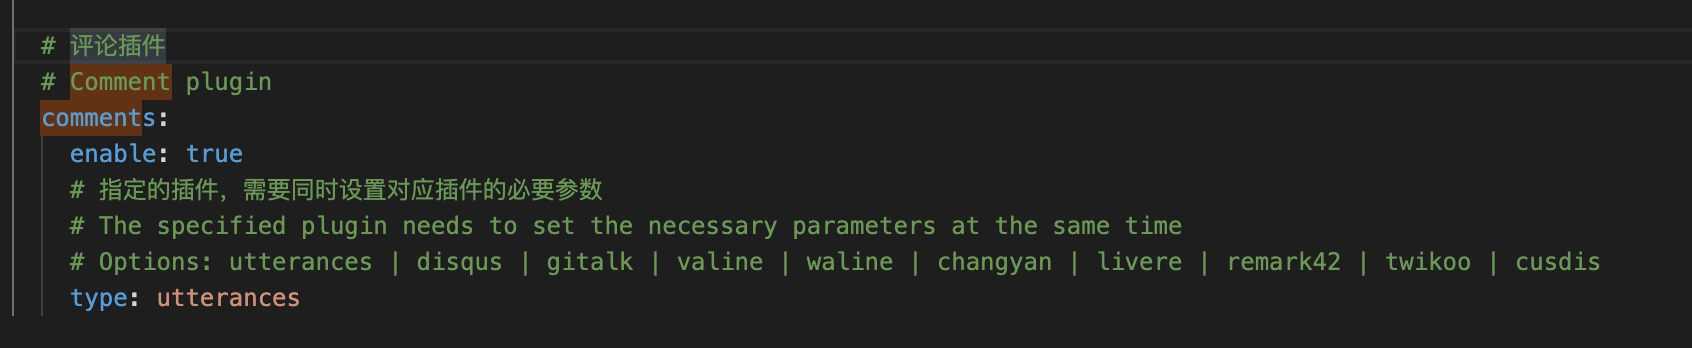 # 评论插件
# Comment plugin
comments:
enable: true
# 指定的插件，需要同时设置对应插件的必要参数
# The specified plugin needs to set the necessary parameters at the same time
# Options: utterances | disqus | gitalk | valine | waline | changyan | livere | remark42 | twikoo | cusdis
type: utterances